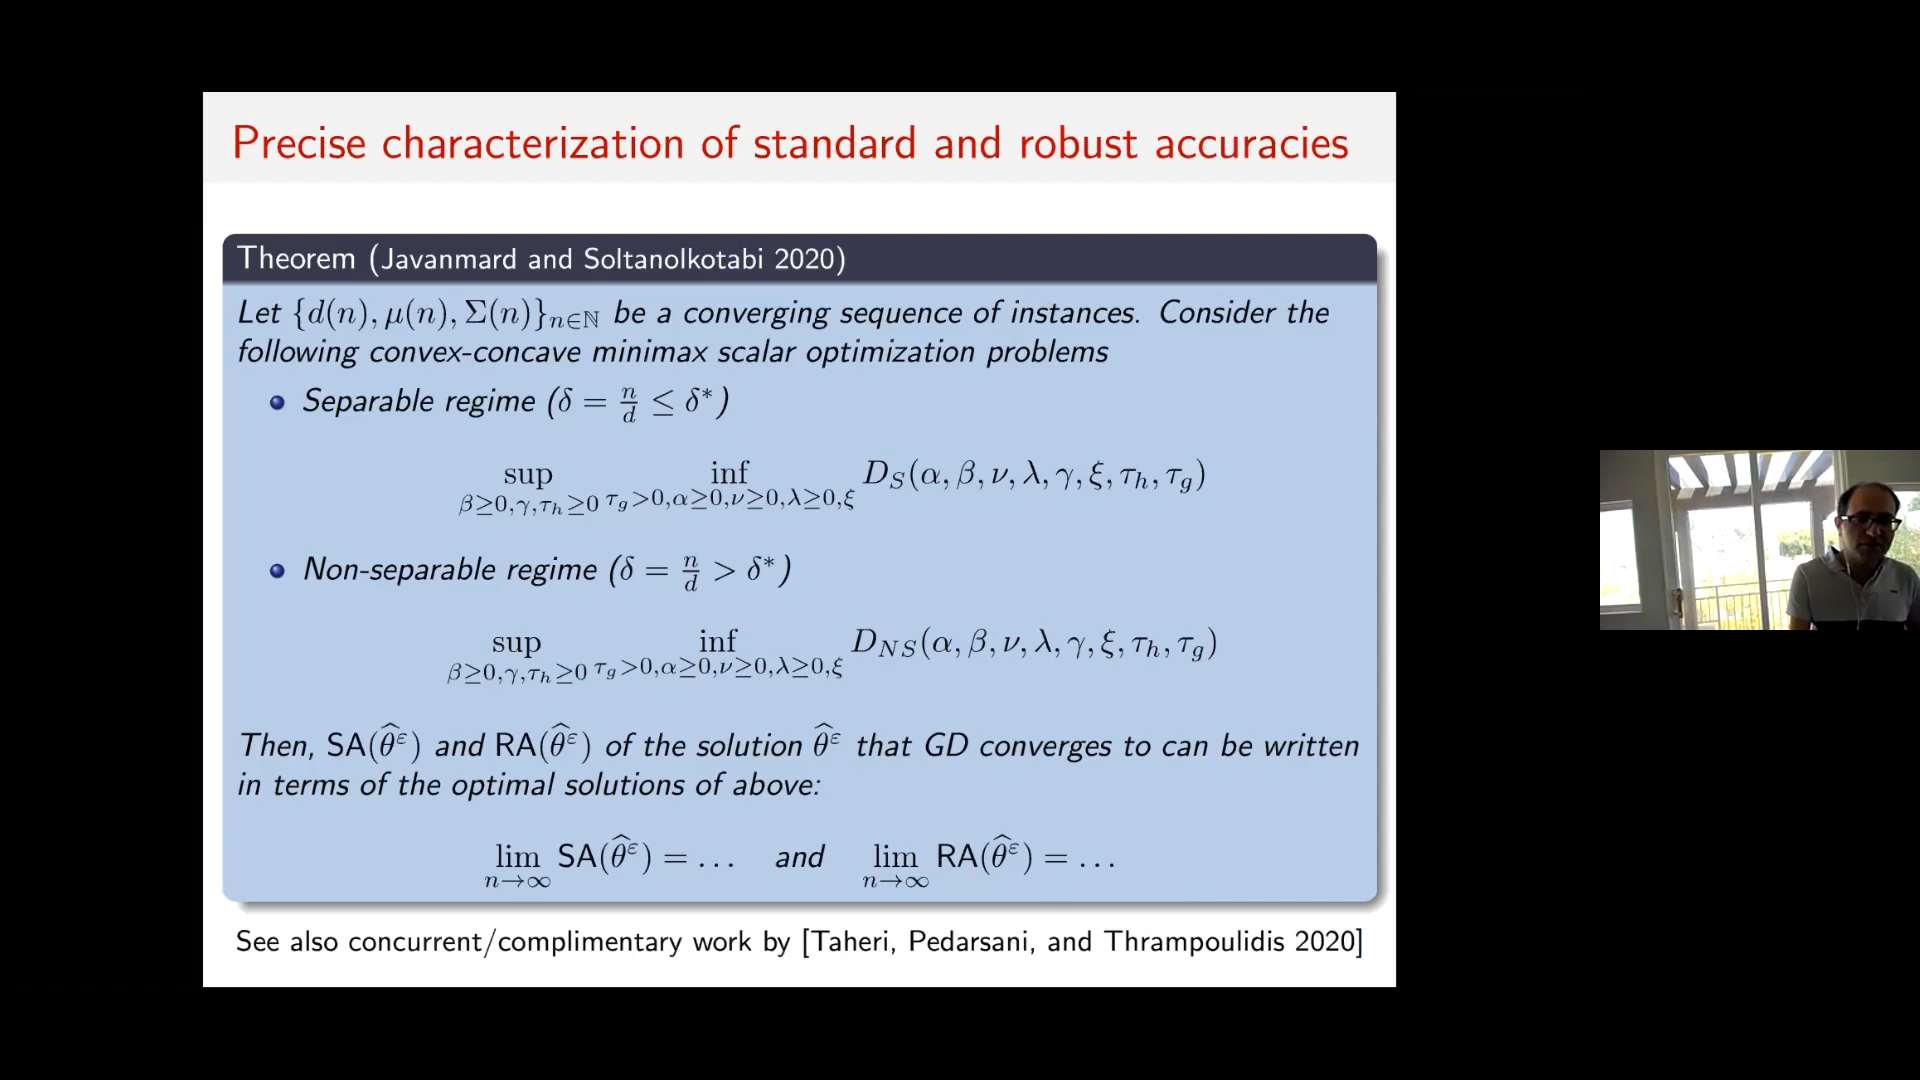 Precise characterization of standard and robust accuracies
Theorem (Javanmard and Soltanolkotabi 2020)
Let {d(n), μ(n), Σ(n)}_{n∈ℕ} be a converging sequence of instances. Consider the
following convex-concave minimax scalar optimization problems
• Separable regime (δ = n/d ≤ δ*)
sup_{β≥0,γ,τ_h≥0} inf_{τ_g>0,α≥0,ν≥0,λ≥0,ξ} D_S(α, β, ν, λ, γ, ξ, τ_h, τ_g)
• Non-separable regime (δ = n/d > δ*)
sup_{β≥0,γ,τ_h≥0} inf_{τ_g>0,α≥0,ν≥0,λ≥0,ξ} D_{NS}(α, β, ν, λ, γ, ξ, τ_h, τ_g)
Then, SA(θ̂^ε) and RA(θ̂^ε) of the solution θ̂^ε that GD converges to can be written
in terms of the optimal solutions of above:
lim_{n→∞} SA(θ̂^ε) = ... and lim_{n→∞} RA(θ̂^ε) = ...
See also concurrent/complimentary work by [Taheri, Pedarsani, and Thrampoulidis 2020]